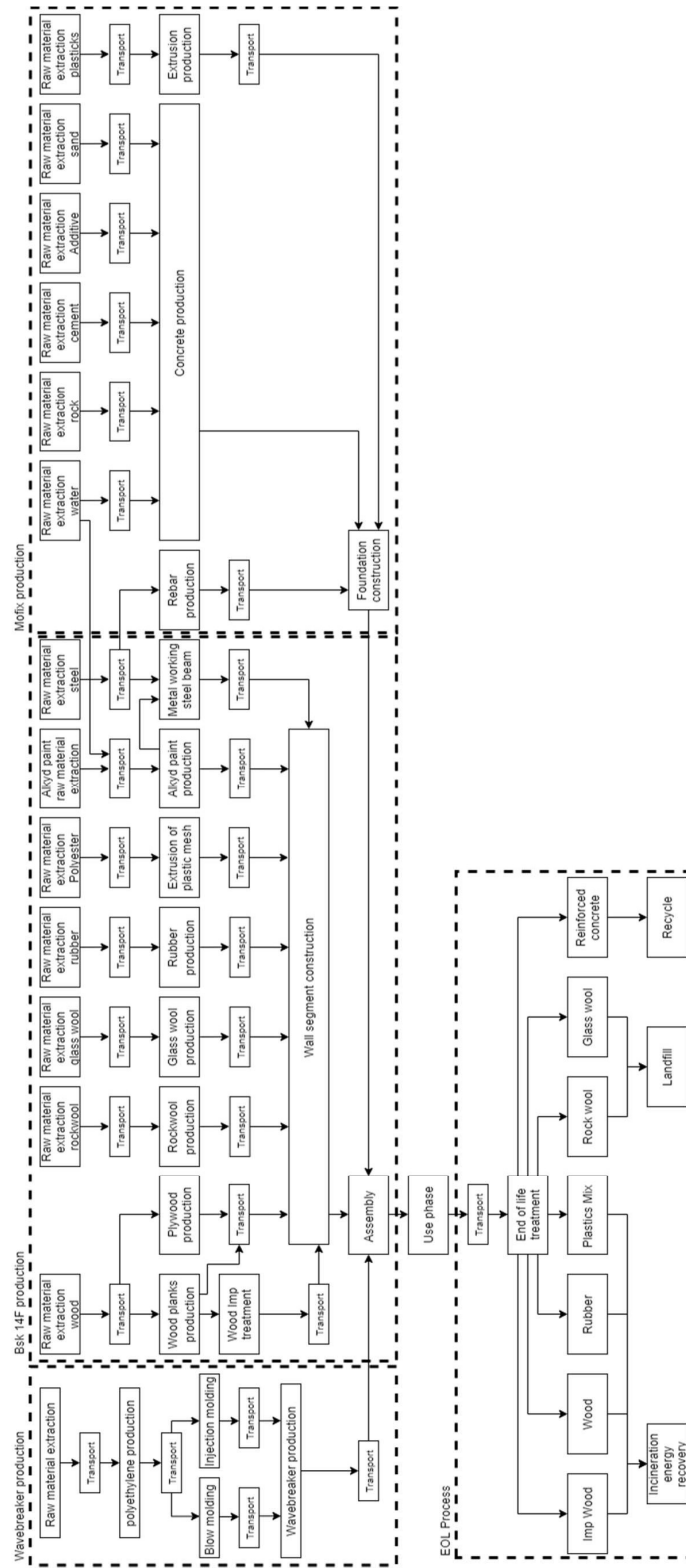 Wavebreaker production
Raw material extraction
Transport
polyethylene production
Transport
Blow molding
Injection molding
Transport
Transport
Wavebreaker production
Transport
Bsk 14F production
Raw material
extraction
wood
Raw material
extraction
rockwool
Raw material
extraction
glass wool
Raw material
extraction
rubber
Raw material
extraction
Polyester
Alkyd paint
raw material
extraction
Raw material
extraction
steel
Transport
Transport
Transport
Transport
Transport
Transport
Transport
Wood planks
production
Plywood
production
Rockwool
production
Glass wool
production
Rubber
production
Extrusion of
plastic mesh
Alkyd paint
production
Metal working
steel beam
Wood Imp
treatment
Transport
Transport
Transport
Transport
Transport
Transport
Transport
Transport
Wall segment construction
Assembly
Mofix production
Raw material
extraction
water
Raw material
extraction
rock
Raw material
extraction
cement
Raw material
extraction
Additive
Raw material
extraction
sand
Raw material
extraction
plasticks
Transport
Transport
Transport
Transport
Transport
Transport
Rebar
production
Concrete production
Extrusion
production
Transport
Transport
Foundation
construction
Use phase
EOL Process
Transport
End of life
treatment
Imp Wood
Wood
Rubber
Plastics Mix
Rock wool
Glass wool
Reinforced
concrete
Incineration
energy
recovery
Landfill
Recycle